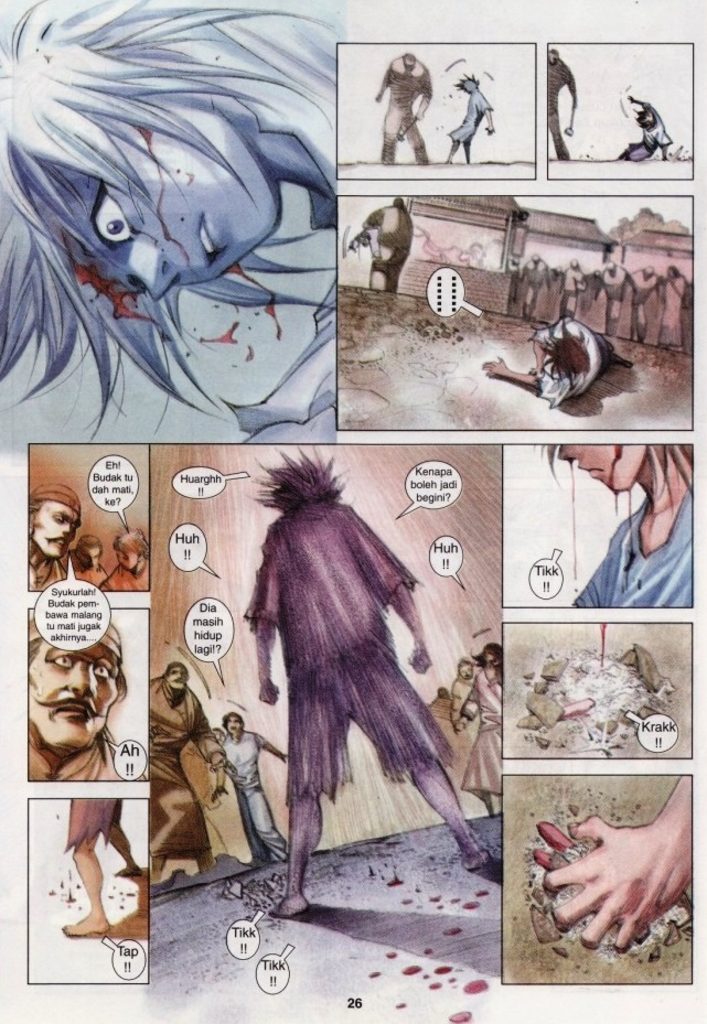 ⋮⋮
Eh!
Budak tu
dah mati,
ke?
Syukurlah!
Budak pem-
bawa malang
tu mati jugak
akhirnya....
Ah
!!
Tap
!!
Huarghh
!!
Kenapa
boleh jadi
begini?
Huh
!!
Huh
!!
Dia
masih
hidup
lagi!?
Tikk
!!
Tikk
!!
Tikk
!!
Krakk
!!
26